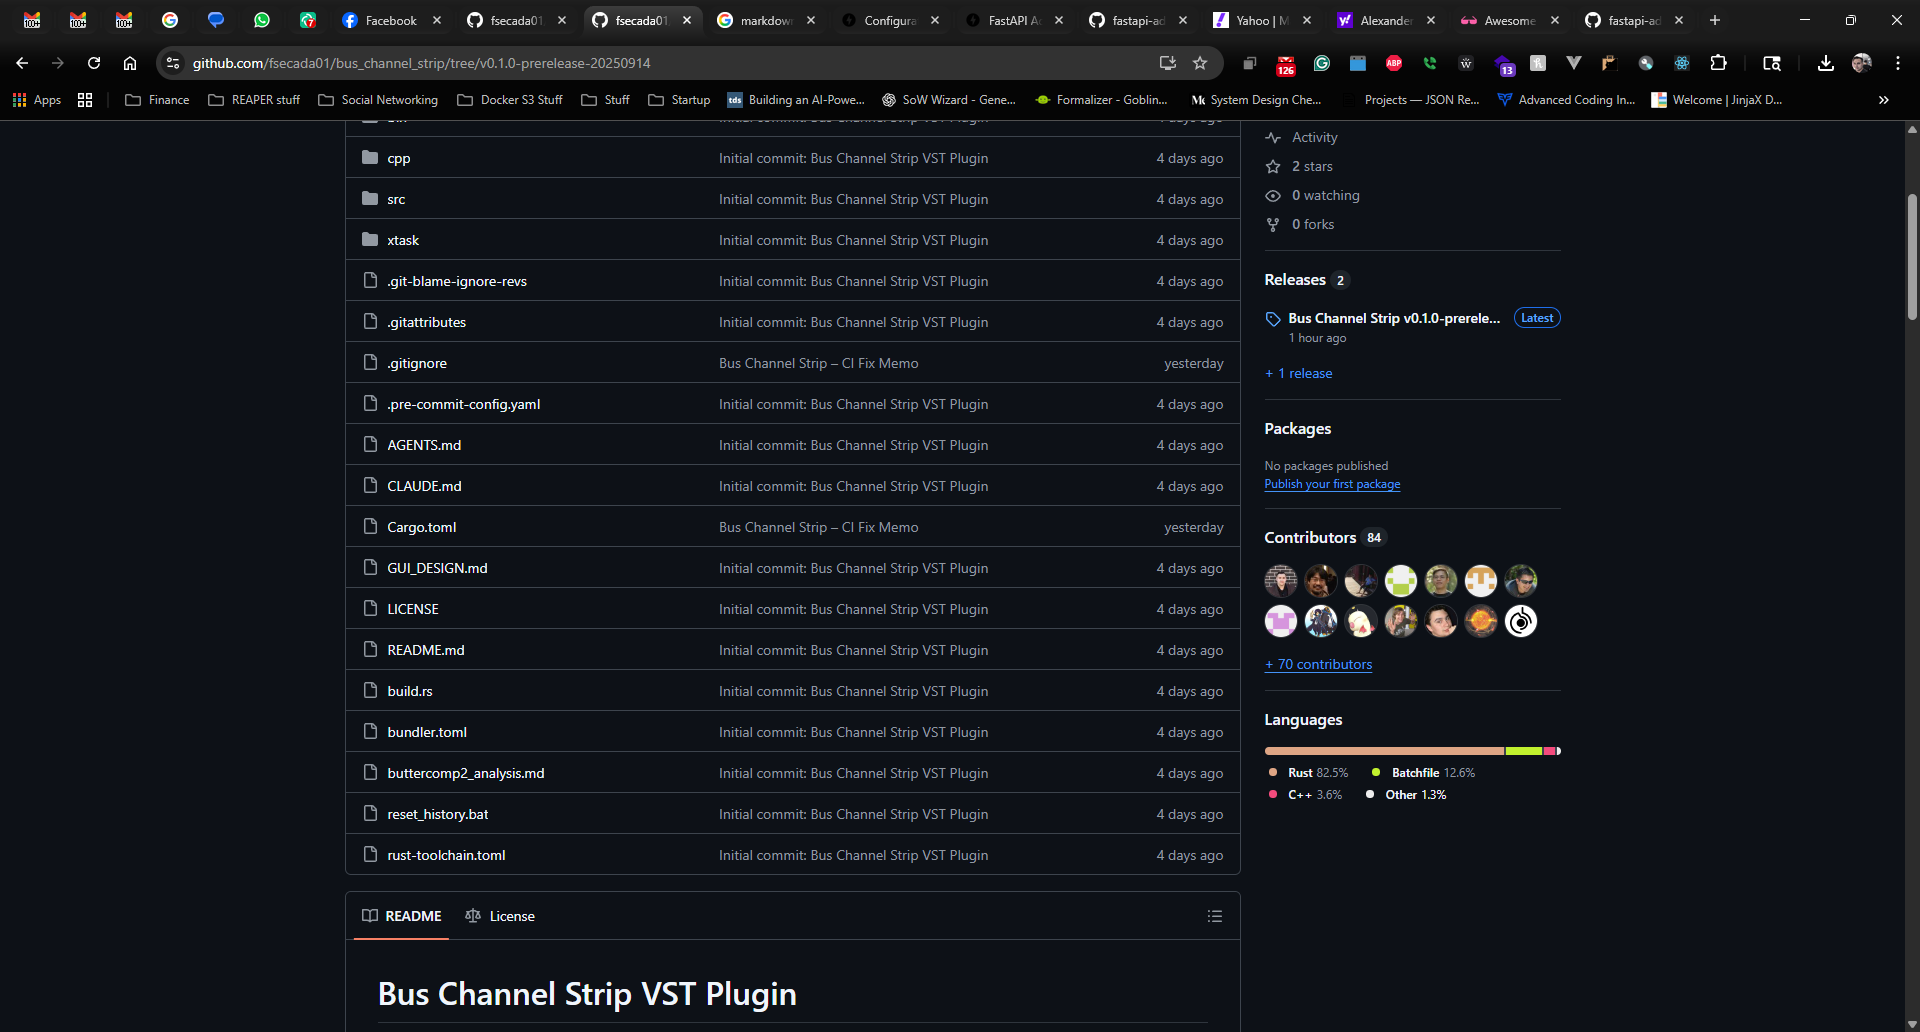 Facebook
fsecada01
fsecada01
markdown
Configura
FastAPI A
fastapi-ad
Yahoo | M
Alexander
Awesome
fastapi-ad
github.com/fsecada01/bus_channel_strip/tree/v0.1.0-prerelease-20250914
126
ABP
13
Apps
Finance
REAPER stuff
Social Networking
Docker S3 Stuff
Stuff
Startup
tds Building an AI-Powe...
SoW Wizard - Gene...
Formalizer - Goblin...
System Design Che...
Projects — JSON Re...
Advanced Coding In...
Welcome | JinjaX D...
bin Initial commit: Bus Channel Strip VST Plugin 4 days ago
cpp Initial commit: Bus Channel Strip VST Plugin 4 days ago
src Initial commit: Bus Channel Strip VST Plugin 4 days ago
xtask Initial commit: Bus Channel Strip VST Plugin 4 days ago
.git-blame-ignore-revs Initial commit: Bus Channel Strip VST Plugin 4 days ago
.gitattributes Initial commit: Bus Channel Strip VST Plugin 4 days ago
.gitignore Bus Channel Strip – CI Fix Memo yesterday
.pre-commit-config.yaml Initial commit: Bus Channel Strip VST Plugin 4 days ago
AGENTS.md Initial commit: Bus Channel Strip VST Plugin 4 days ago
CLAUDE.md Initial commit: Bus Channel Strip VST Plugin 4 days ago
Cargo.toml Bus Channel Strip – CI Fix Memo yesterday
GUI_DESIGN.md Initial commit: Bus Channel Strip VST Plugin 4 days ago
LICENSE Initial commit: Bus Channel Strip VST Plugin 4 days ago
README.md Initial commit: Bus Channel Strip VST Plugin 4 days ago
build.rs Initial commit: Bus Channel Strip VST Plugin 4 days ago
bundler.toml Initial commit: Bus Channel Strip VST Plugin 4 days ago
buttercomp2_analysis.md Initial commit: Bus Channel Strip VST Plugin 4 days ago
reset_history.bat Initial commit: Bus Channel Strip VST Plugin 4 days ago
rust-toolchain.toml Initial commit: Bus Channel Strip VST Plugin 4 days ago
README License
Bus Channel Strip VST Plugin
Activity
2 stars
0 watching
0 forks
Releases 2
Bus Channel Strip v0.1.0-prerele... Latest
1 hour ago
+ 1 release
Packages
No packages published
Publish your first package
Contributors 84
+ 70 contributors
Languages
Rust 82.5% Batchfile 12.6%
C++ 3.6% Other 1.3%